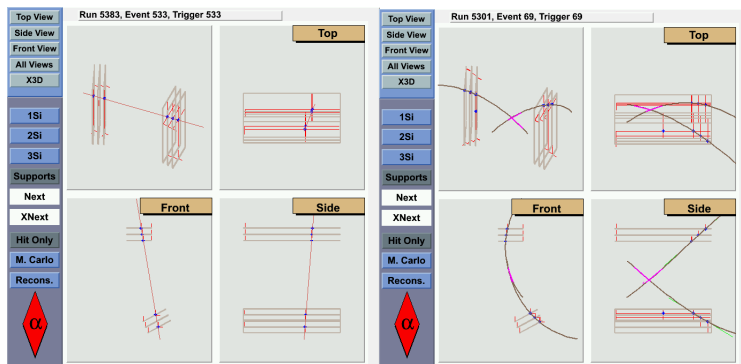 Top View
Side View
Front View
All Views
X3D
1Si
2Si
3Si
Supports
Next
XNext
Hit Only
M. Carlo
Recons.
α
Run 5383, Event 533, Trigger 533
Top
Front
Side
Top View
Side View
Front View
All Views
X3D
1Si
2Si
3Si
Supports
Next
XNext
Hit Only
M. Carlo
Recons.
α
Run 5301, Event 69, Trigger 69
Top
Front
Side